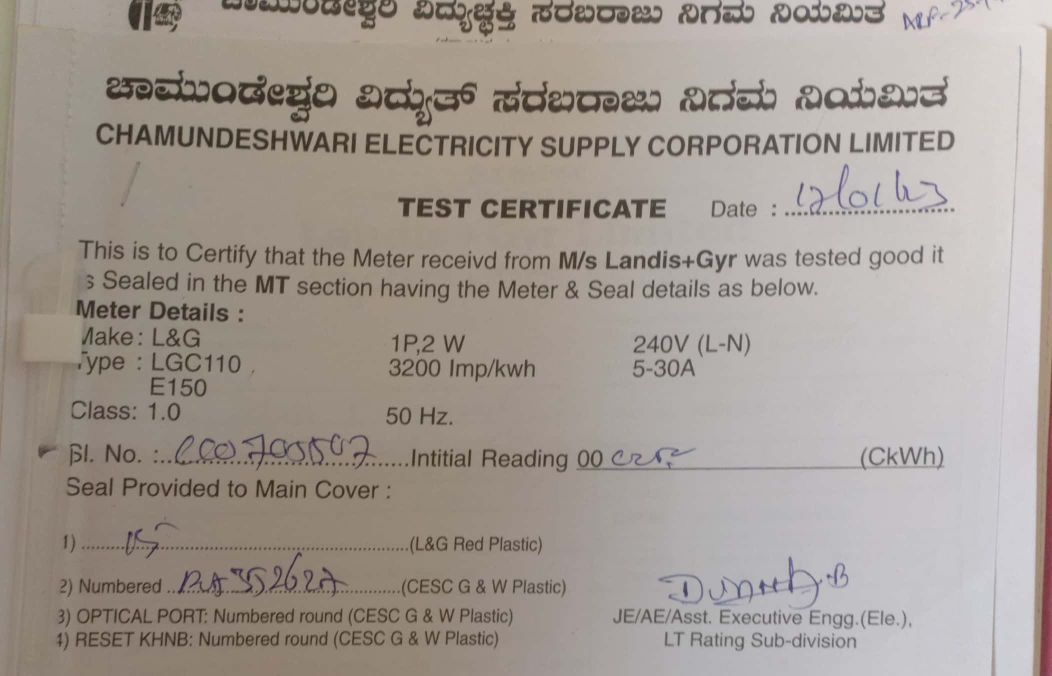 ಚಾಮುಂಡೇಶ್ವರಿ ವಿದ್ಯುಚ್ಛಕ್ತಿ ಸರಬರಾಜು ನಿಗಮ ನಿಯಮಿತ
ಚಾಮುಂಡೇಶ್ವರಿ ವಿದ್ಯುತ್ ಸರಬರಾಜು ನಿಗಮ ನಿಯಮಿತ
CHAMUNDESHWARI ELECTRICITY SUPPLY CORPORATION LIMITED
TEST CERTIFICATE Date : 12/01/23
This is to Certify that the Meter receivd from M/s Landis+Gyr was tested good it
s Sealed in the MT section having the Meter & Seal details as below.
Meter Details :
Make : L&G 1P,2 W 240V (L-N)
Type : LGC110 3200 Imp/kwh 5-30A
E150
Class: 1.0 50 Hz.
Sl. No. : Intitial Reading 00 (CkWh)
Seal Provided to Main Cover :
1) (L&G Red Plastic)
2) Numbered (CESC G & W Plastic)
3) OPTICAL PORT: Numbered round (CESC G & W Plastic) JE/AE/Asst. Executive Engg.(Ele.),
4) RESET KHNB: Numbered round (CESC G & W Plastic) LT Rating Sub-division